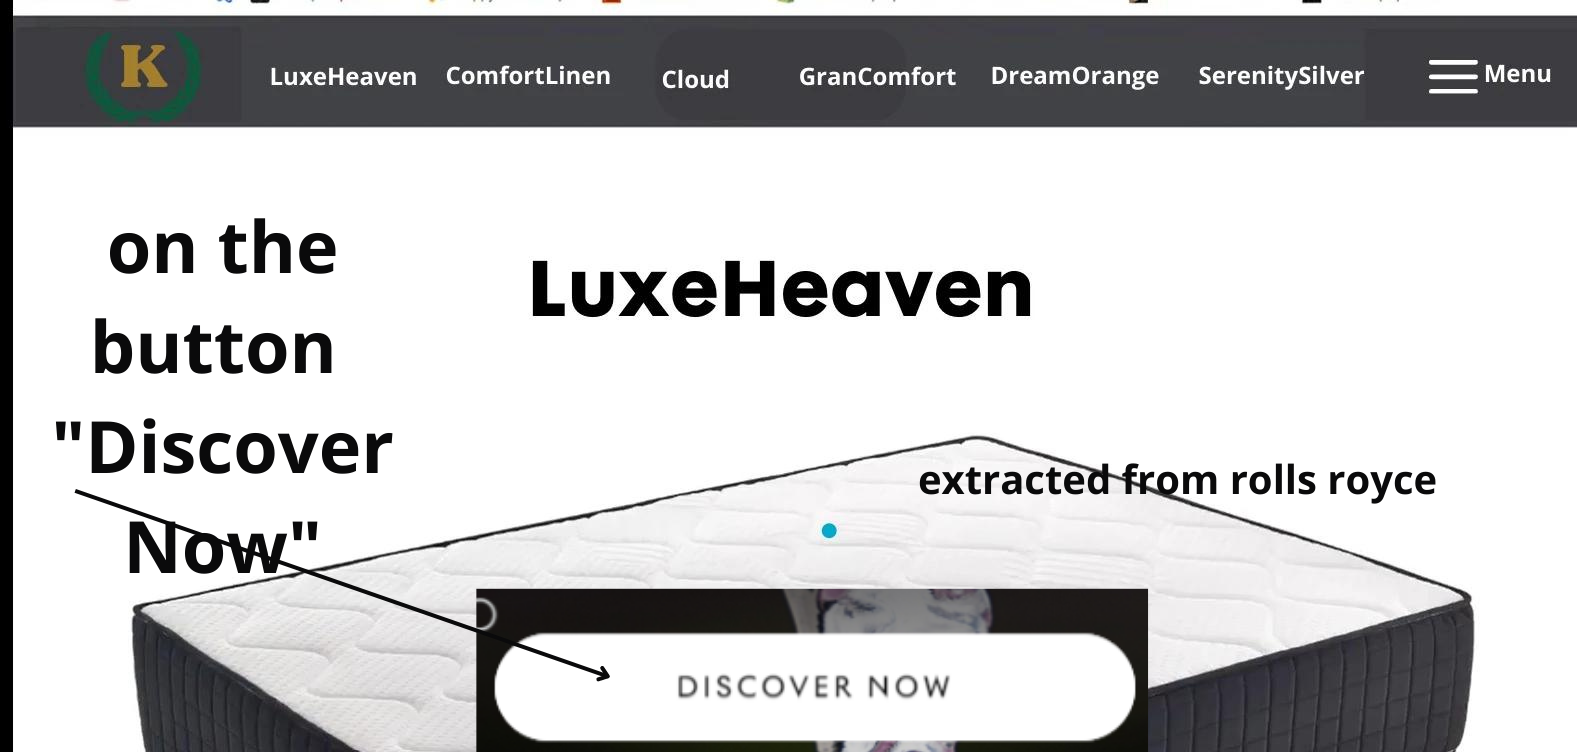 K
LuxeHeaven ComfortLinen Cloud GranComfort DreamOrange SerenitySilver Menu
on the
button
"Discover
Now"
LuxeHeaven
extracted from rolls royce
DISCOVER NOW